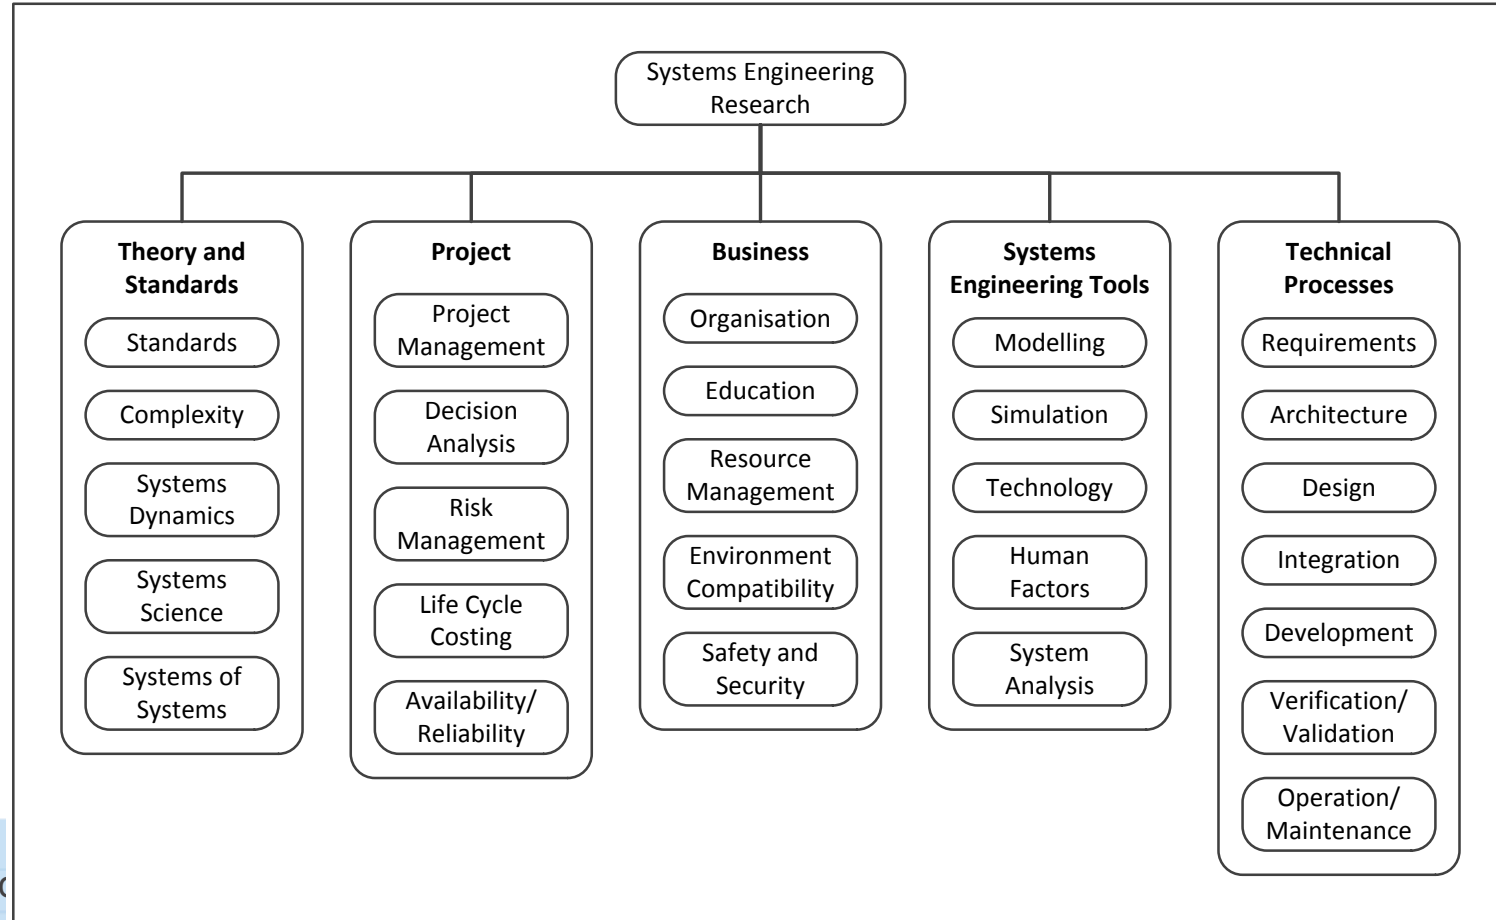 Systems Engineering
Research
Theory and
Standards
Standards
Complexity
Systems
Dynamics
Systems
Science
Systems of
Systems
Project
Project
Management
Decision
Analysis
Risk
Management
Life Cycle
Costing
Availability/
Reliability
Business
Organisation
Education
Resource
Management
Environment
Compatibility
Safety and
Security
Systems
Engineering Tools
Modelling
Simulation
Technology
Human
Factors
System
Analysis
Technical
Processes
Requirements
Architecture
Design
Integration
Development
Verification/
Validation
Operation/
Maintenance